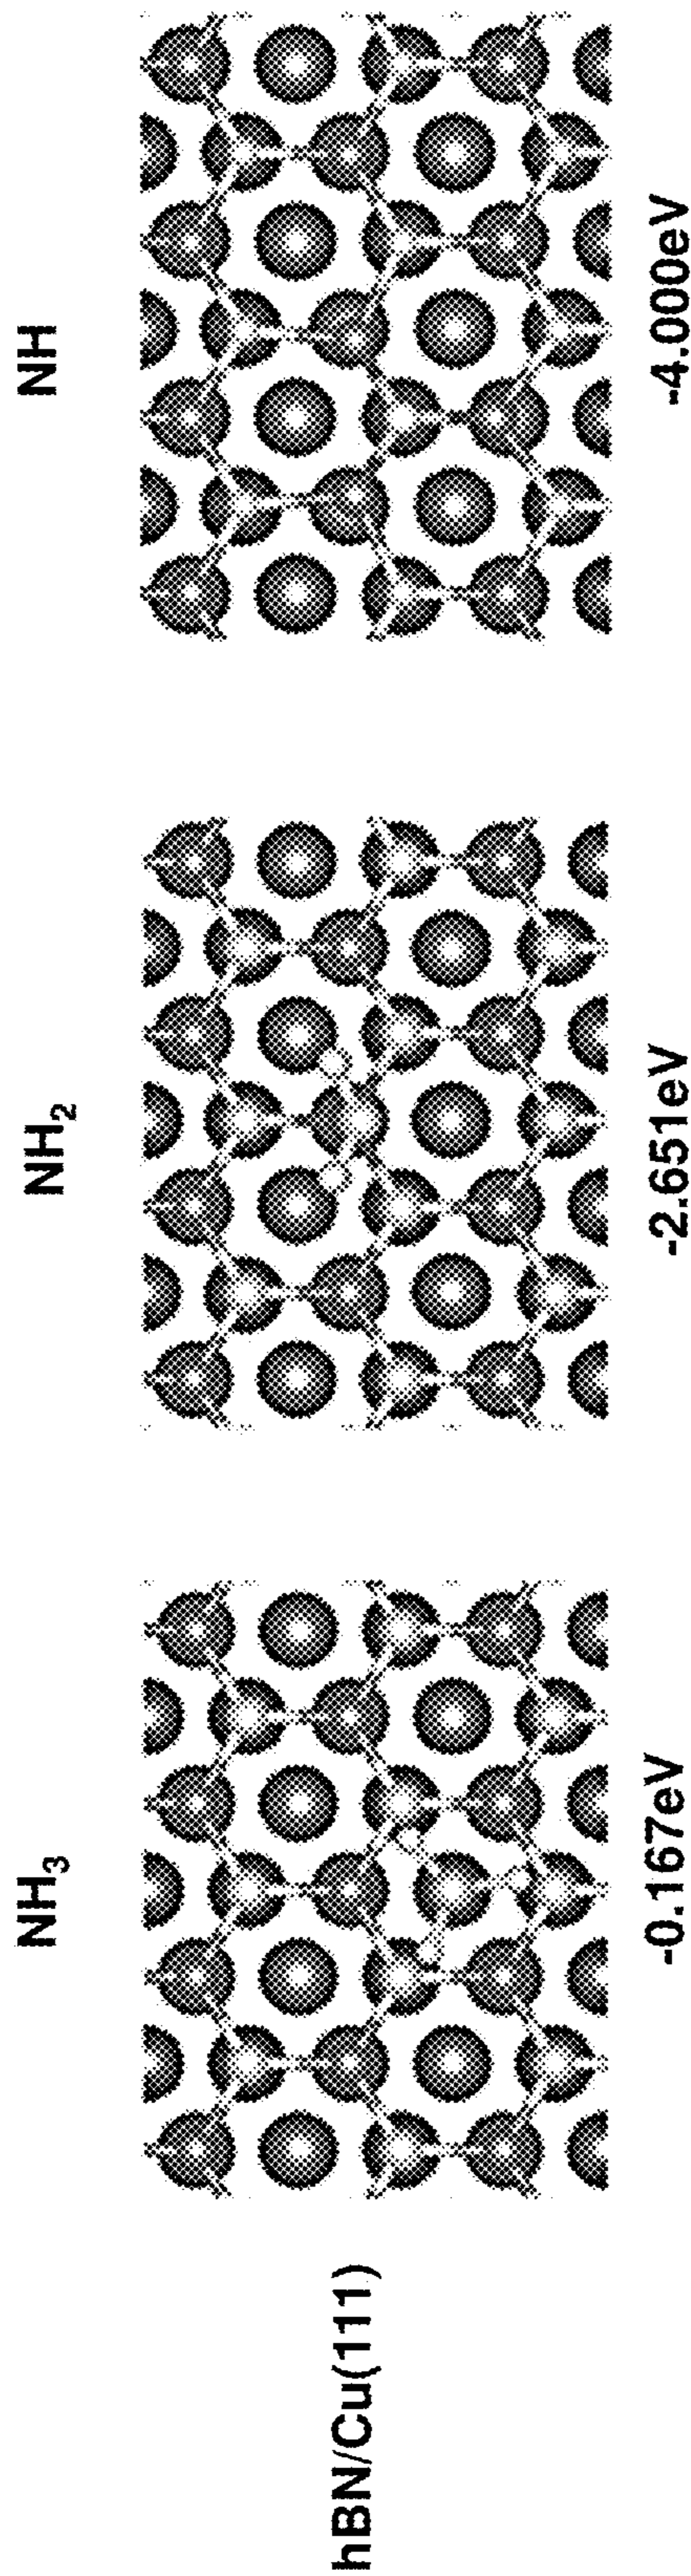 NH₃
NH₂
NH
hBN/Cu(111)
-0.167eV
-2.651eV
-4.000eV